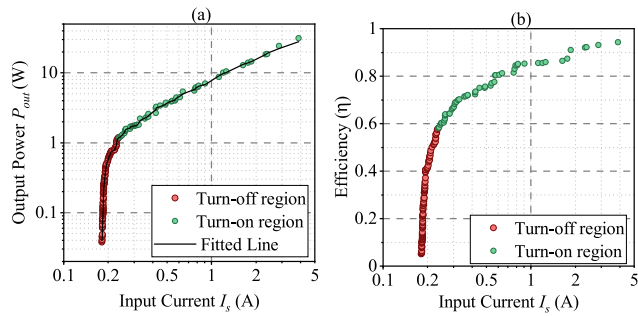 (a)
Output Power P_out (W)
10
1
0.1
Turn-off region
Turn-on region
Fitted Line
0.1 0.2 0.5 1 2 4 5
Input Current I_s (A)
(b)
Efficiency (η)
1
0.8
0.6
0.4
0.2
0
Turn-off region
Turn-on region
0.1 0.2 0.5 1 2 4 5
Input Current I_s (A)